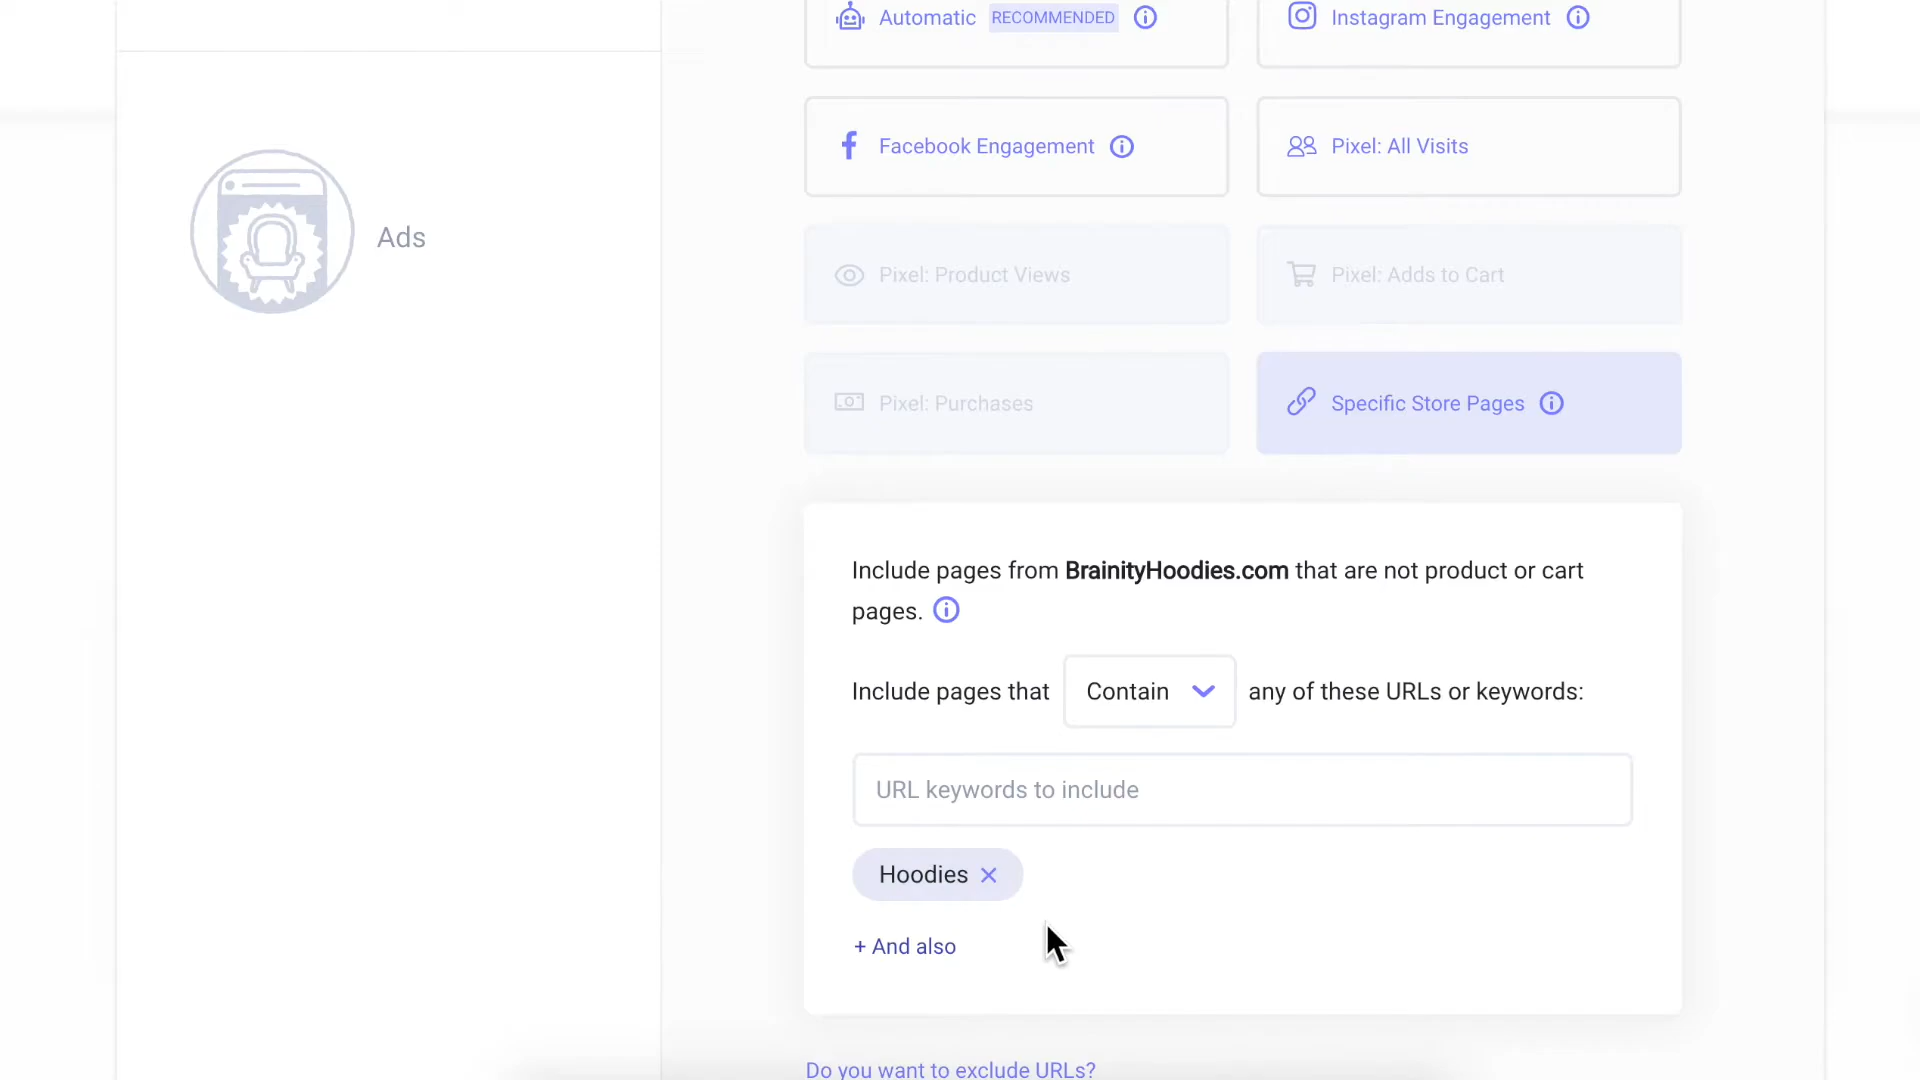 Automatic RECOMMENDED
Instagram Engagement
Facebook Engagement
Pixel: All Visits
Ads
Pixel: Product Views
Pixel: Adds to Cart
Pixel: Purchases
Specific Store Pages
Include pages from BrainityHoodies.com that are not product or cart
pages.
Include pages that Contain any of these URLs or keywords:
URL keywords to include
Hoodies
+ And also
Do you want to exclude URLs?